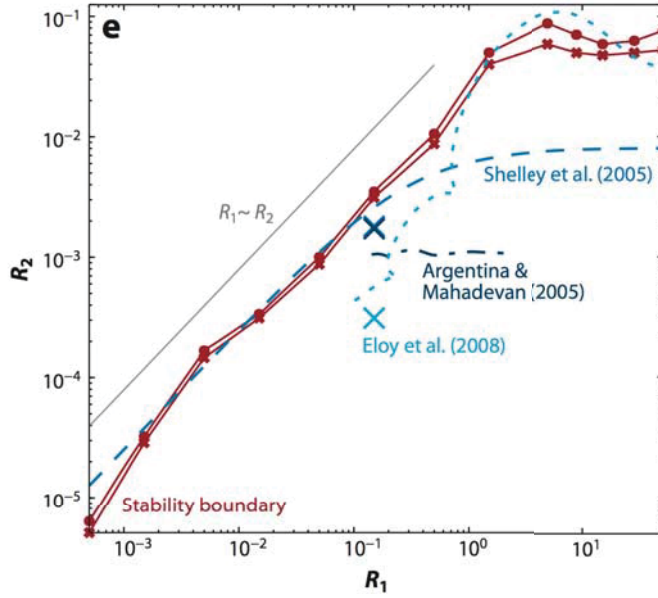 e
10⁻¹
10⁻²
10⁻³
10⁻⁴
10⁻⁵
R₂
R₁ ~ R₂
Shelley et al. (2005)
Argentina &
Mahadevan (2005)
Eloy et al. (2008)
Stability boundary
10⁻³
10⁻²
10⁻¹
10⁰
10¹
R₁